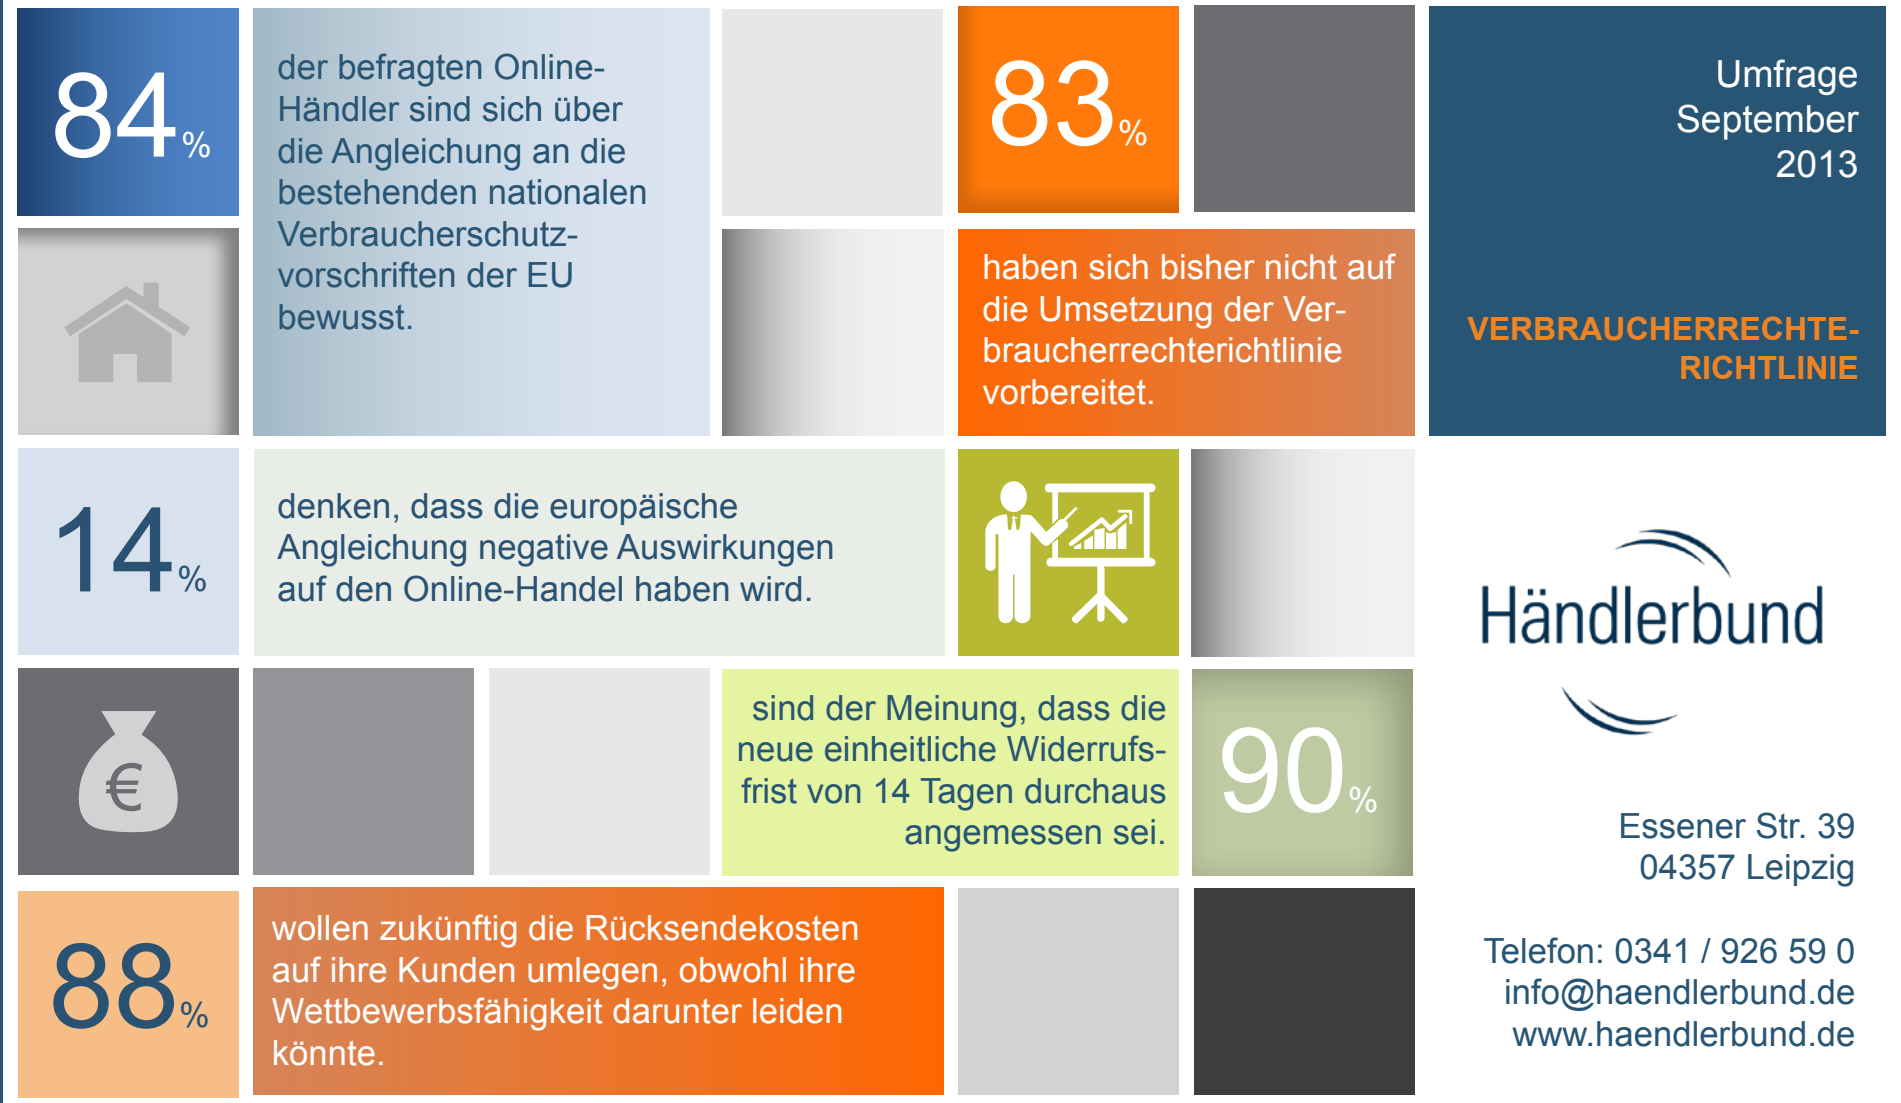 84%
der befragten Online-
Händler sind sich über
die Angleichung an die
bestehenden nationalen
Verbraucherschutz-
vorschriften der EU
bewusst.
83%
haben sich bisher nicht auf
die Umsetzung der Ver-
braucherrechterichtlinie
vorbereitet.
Umfrage
September
2013
VERBRAUCHERRECHTE-
RICHTLINIE
14%
denken, dass die europäische
Angleichung negative Auswirkungen
auf den Online-Handel haben wird.
Händlerbund
€
sind der Meinung, dass die
neue einheitliche Widerrufs-
frist von 14 Tagen durchaus
angemessen sei.
90%
88%
wollen zukünftig die Rücksendekosten
auf ihre Kunden umlegen, obwohl ihre
Wettbewerbsfähigkeit darunter leiden
könnte.
Essener Str. 39
04357 Leipzig
Telefon: 0341 / 926 59 0
info@haendlerbund.de
www.haendlerbund.de